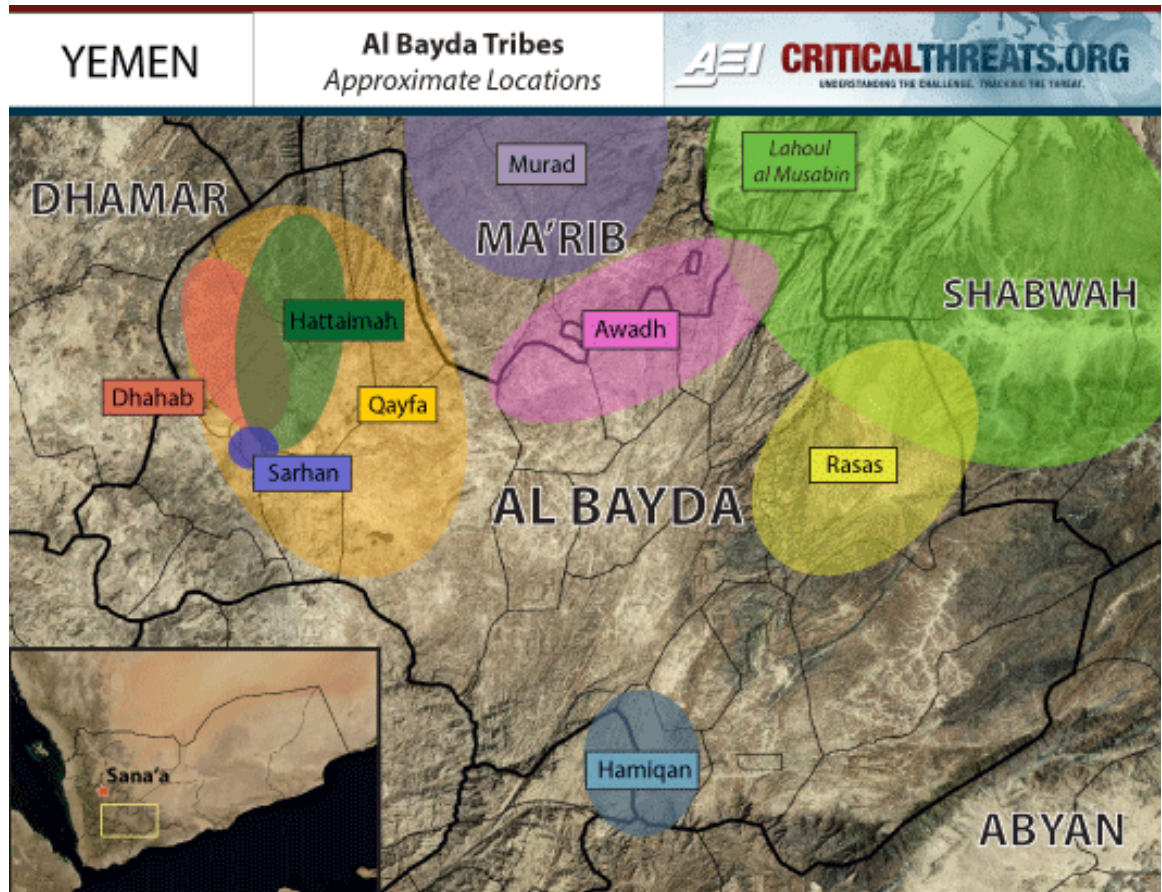 YEMEN
Al Bayda Tribes
Approximate Locations
AEI CRITICALTHREATS.ORG
UNDERSTANDING THE CHALLENGE. TRACKING THE THREAT.
Murad
Lahoul
al Musabin
DHAMAR
MA'RIB
SHABWAH
Hattaimah
Awadh
Dhahab
Qayfa
Sarhan
Rasas
AL BAYDA
Hamiqan
Sana'a
ABYAN